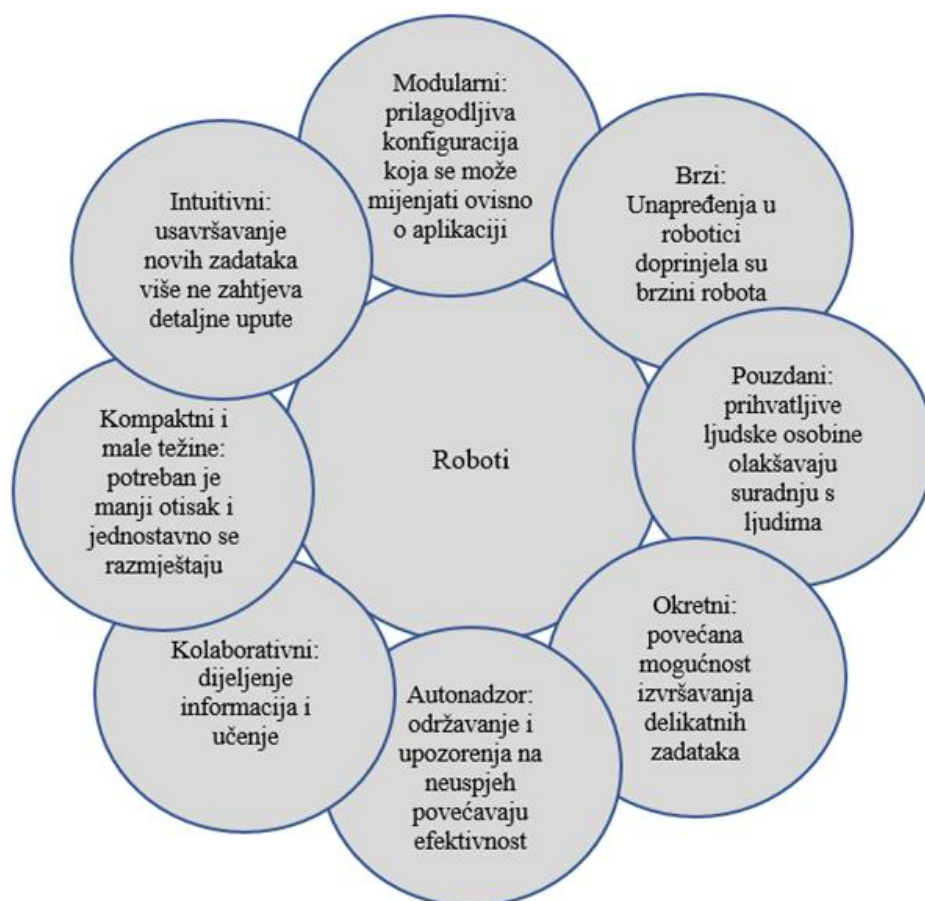 Modularni:
prilagodljiva
konfiguracija
koja se može
mijenjati ovisno
o aplikaciji
Brzi:
Unapređenja u
robotici
doprinjela su
brzini robota
Pouzdani:
prihvatljive
ljudske osobine
olakšavaju
suradnju s
ljudima
Okretni:
povećana
mogućnost
izvršavanja
delikatnih
zadataka
Autonadzor:
održavanje i
upozorenja na
neuspjeh
povećavaju
efektivnost
Kolaborativni:
dijeljenje
informacija i
učenje
Kompaktni i
male težine:
potreban je
manji otisak i
jednostavno se
razmještaju
Intuitivni:
usavršavanje
novih zadataka
više ne zahtjeva
detaljne upute
Roboti